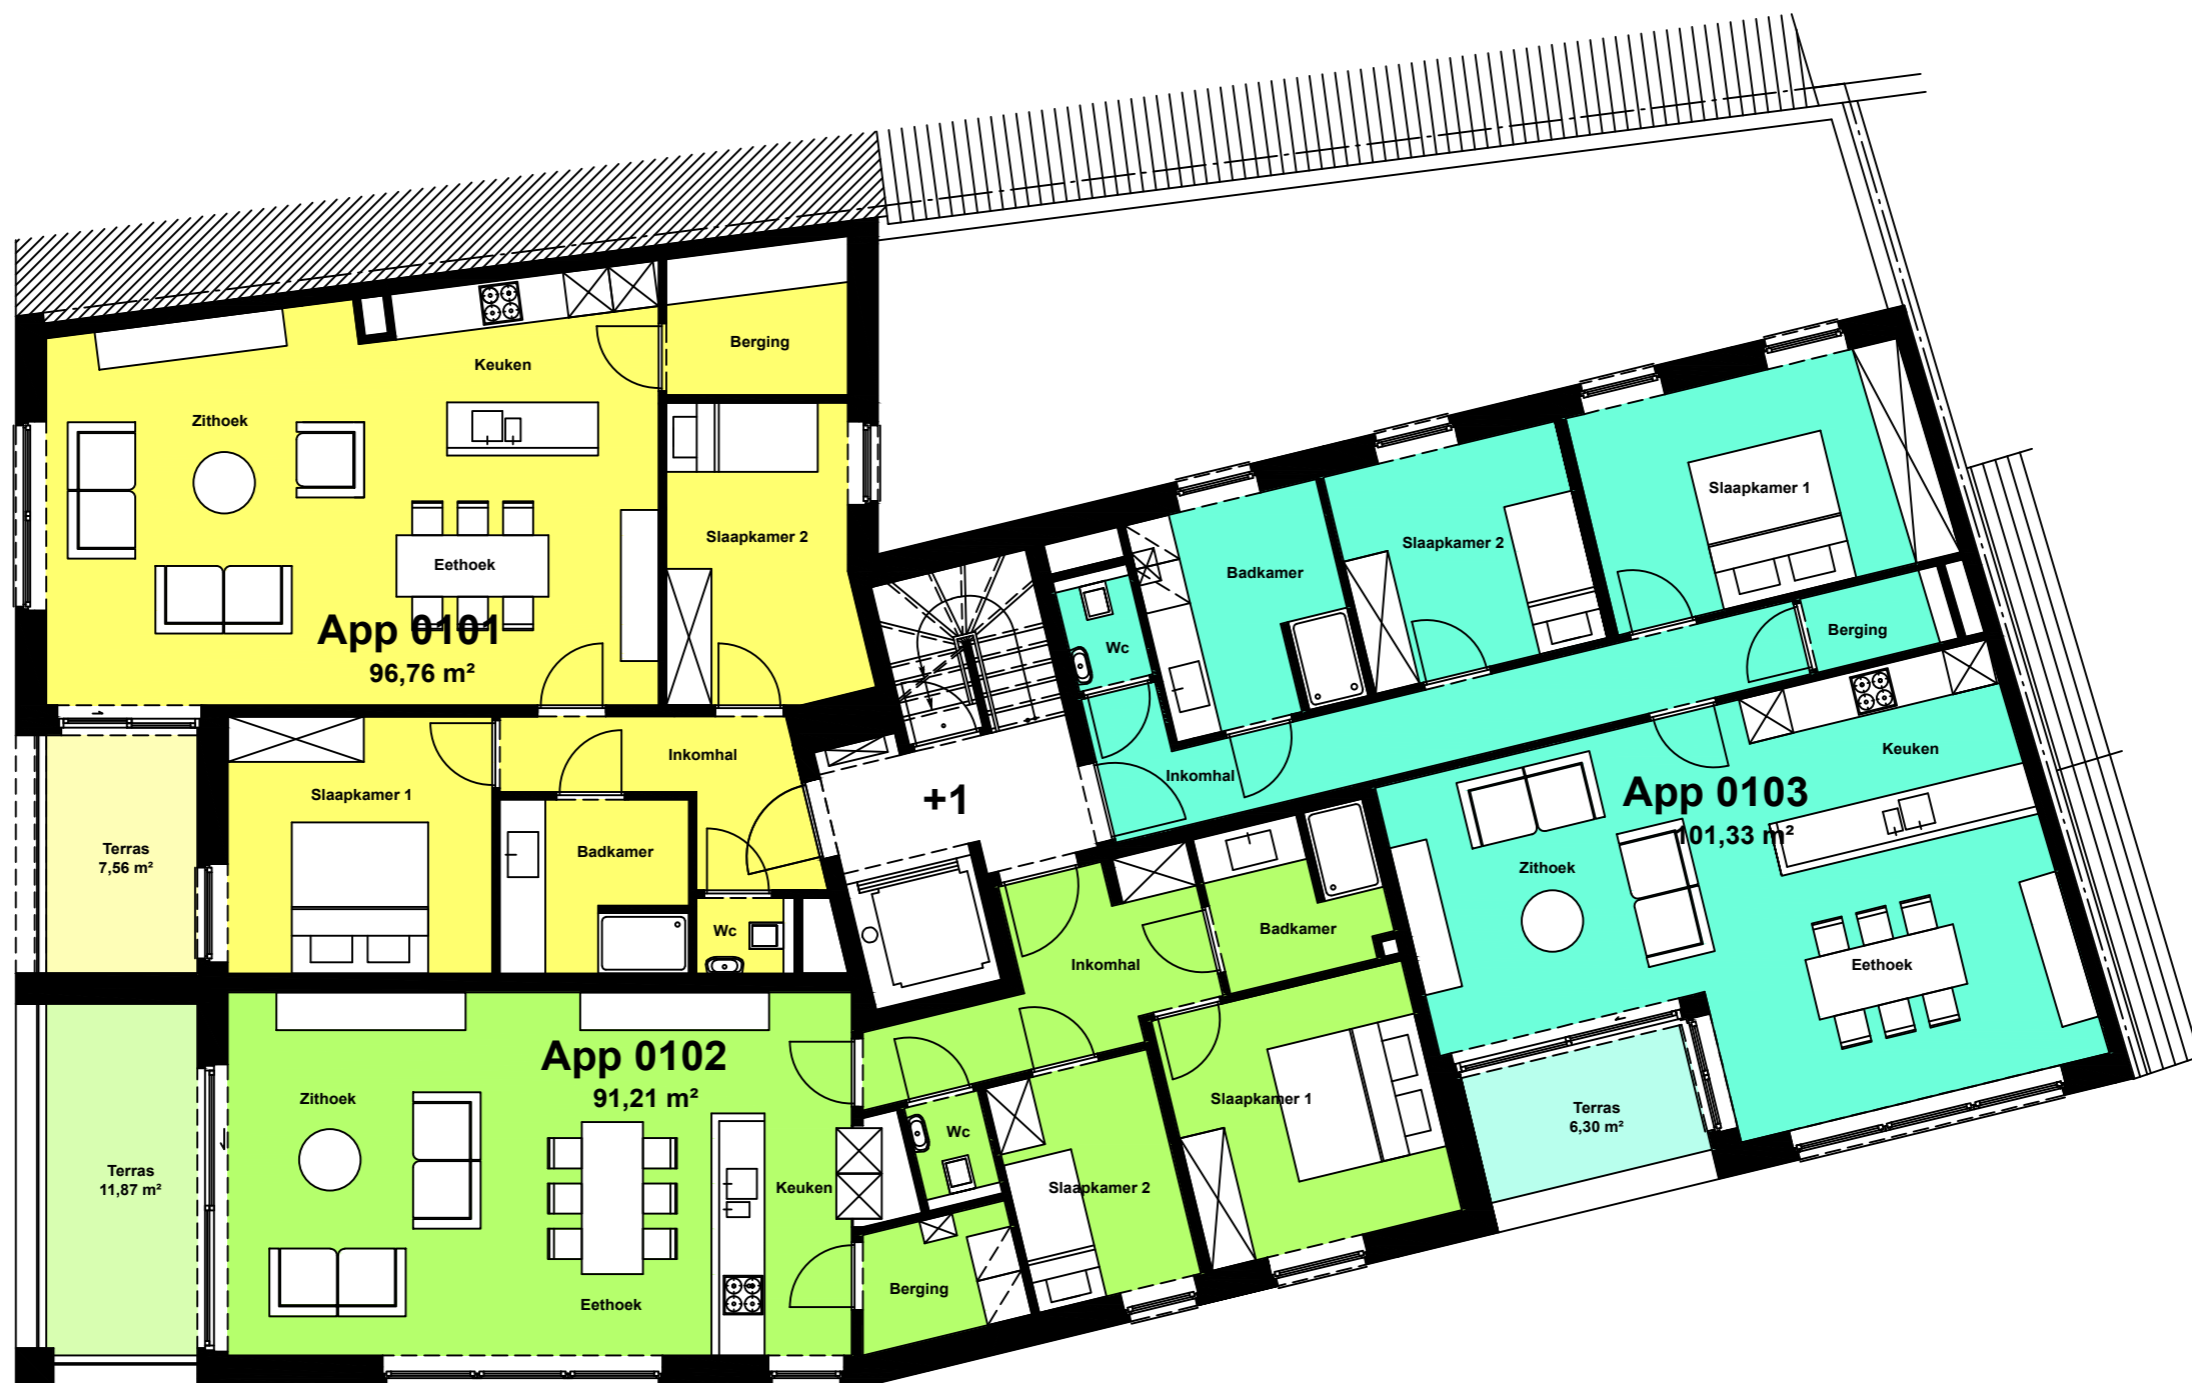 Berging
Keuken
Zithoek
Slaapkamer 2
Eethoek
App 0101
96,76 m²
Inkomhal
Slaapkamer 1
Badkamer
Terras
7,56 m²
Wc
+1
Slaapkamer 1
Slaapkamer 2
Badkamer
Berging
Wc
Keuken
Inkomhal
App 0103
101,33 m²
Zithoek
Eethoek
Terras
6,30 m²
Badkamer
Inkomhal
App 0102
91,21 m²
Zithoek
Slaapkamer 1
Wc
Terras
11,87 m²
Keuken
Slaapkamer 2
Berging
Eethoek